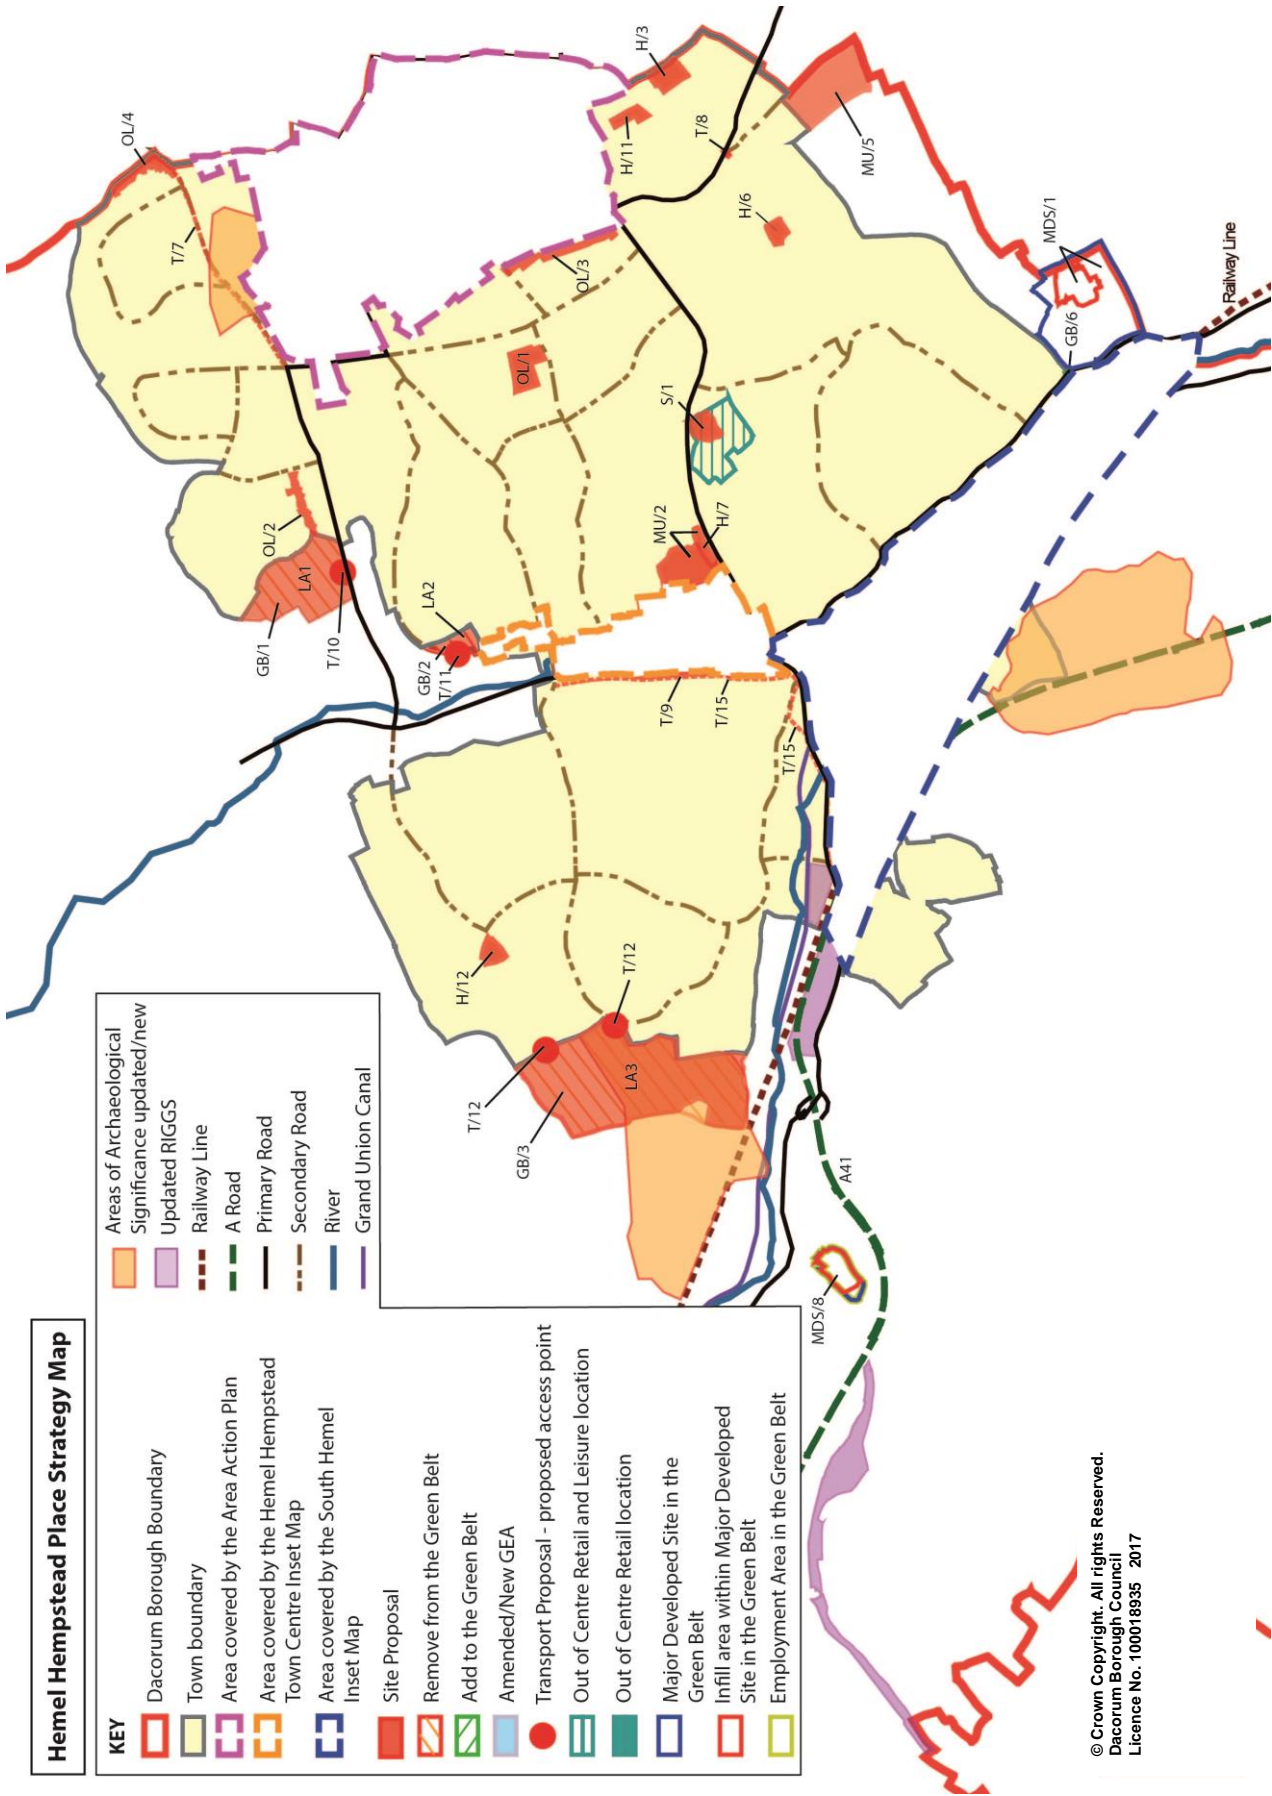 Hemel Hempstead Place Strategy Map
KEY
Dacorum Borough Boundary
Town boundary
Area covered by the Area Action Plan
Area covered by the Hemel Hempstead
Town Centre Inset Map
Area covered by the South Hemel
Inset Map
Site Proposal
Remove from the Green Belt
Add to the Green Belt
Amended/New GEA
Transport Proposal - proposed access point
Out of Centre Retail and Leisure location
Out of Centre Retail location
Major Developed Site in the
Green Belt
Infill area within Major Developed
Site in the Green Belt
Employment Area in the Green Belt
Areas of Archaeological
Significance updated/new
Updated RIGGS
Railway Line
A Road
Primary Road
Secondary Road
River
Grand Union Canal
OL/4
T/7
OL/2
LA1
GB/1
T/10
LA2
GB/2
T/11
OL/1
OL/3
H/3
H/11
T/8
H/6
MU/5
MDS/1
GB/6
Railway Line
S/1
MU/2
H/7
T/9
T/15
T/15
H/12
T/12
T/12
LA3
GB/3
A41
MDS/8
© Crown Copyright. All rights Reserved.
Dacorum Borough Council
Licence No. 100018935 2017